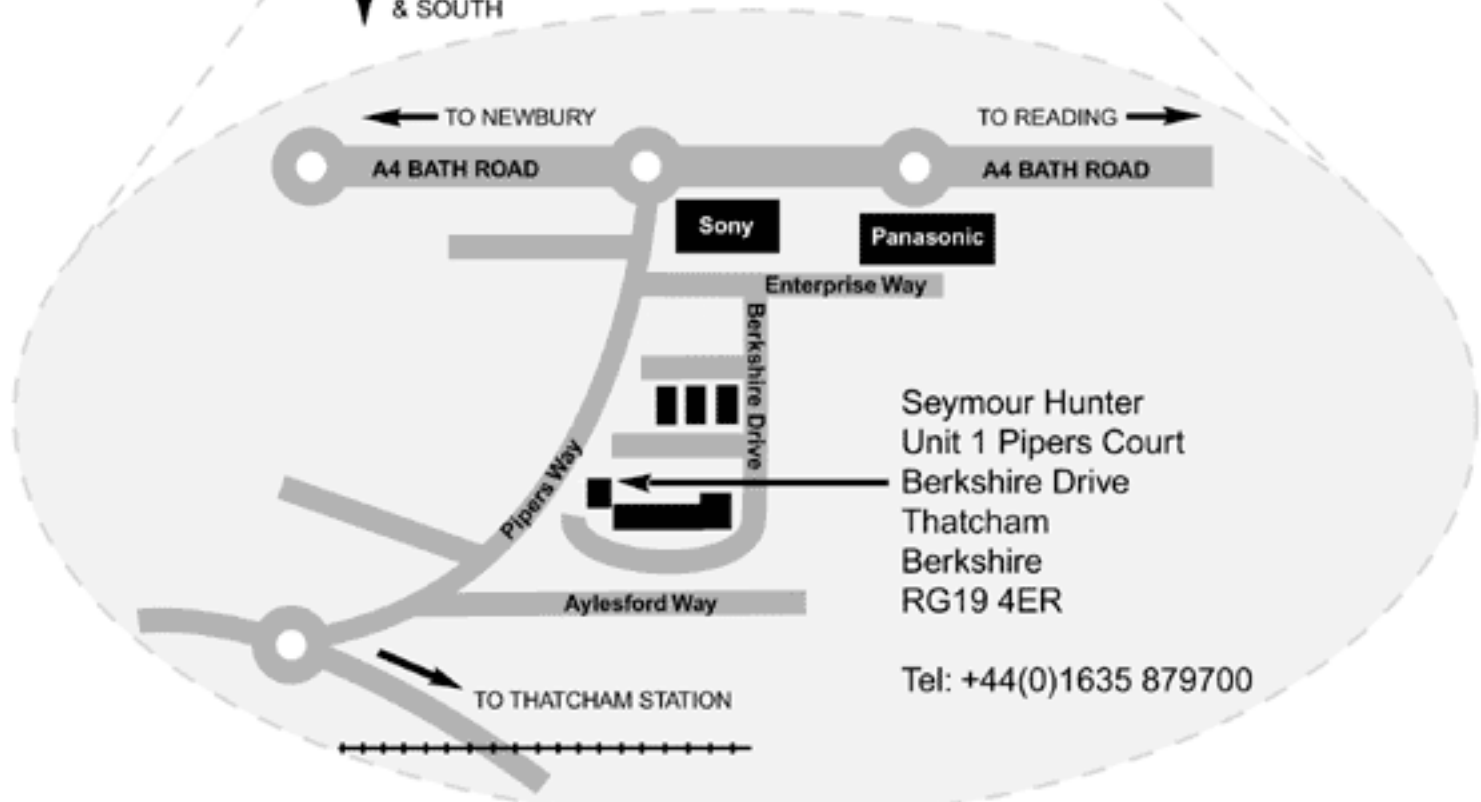 & SOUTH
TO NEWBURY
TO READING
A4 BATH ROAD
A4 BATH ROAD
Sony
Panasonic
Enterprise Way
Berkshire Drive
Pipers Way
Seymour Hunter
Unit 1 Pipers Court
Berkshire Drive
Thatcham
Berkshire
RG19 4ER
Aylesford Way
Tel: +44(0)1635 879700
TO THATCHAM STATION